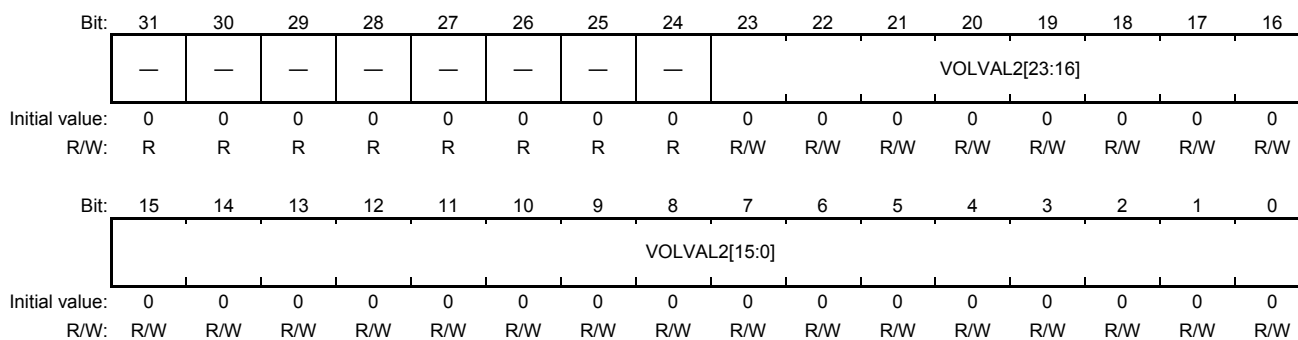 Bit: 31 30 29 28 27 26 25 24 23 22 21 20 19 18 17 16
— — — — — — — — VOLVAL2[23:16]
Initial value: 0 0 0 0 0 0 0 0 0 0 0 0 0 0 0 0
R/W: R R R R R R R R R/W R/W R/W R/W R/W R/W R/W R/W
Bit: 15 14 13 12 11 10 9 8 7 6 5 4 3 2 1 0
VOLVAL2[15:0]
Initial value: 0 0 0 0 0 0 0 0 0 0 0 0 0 0 0 0
R/W: R/W R/W R/W R/W R/W R/W R/W R/W R/W R/W R/W R/W R/W R/W R/W R/W